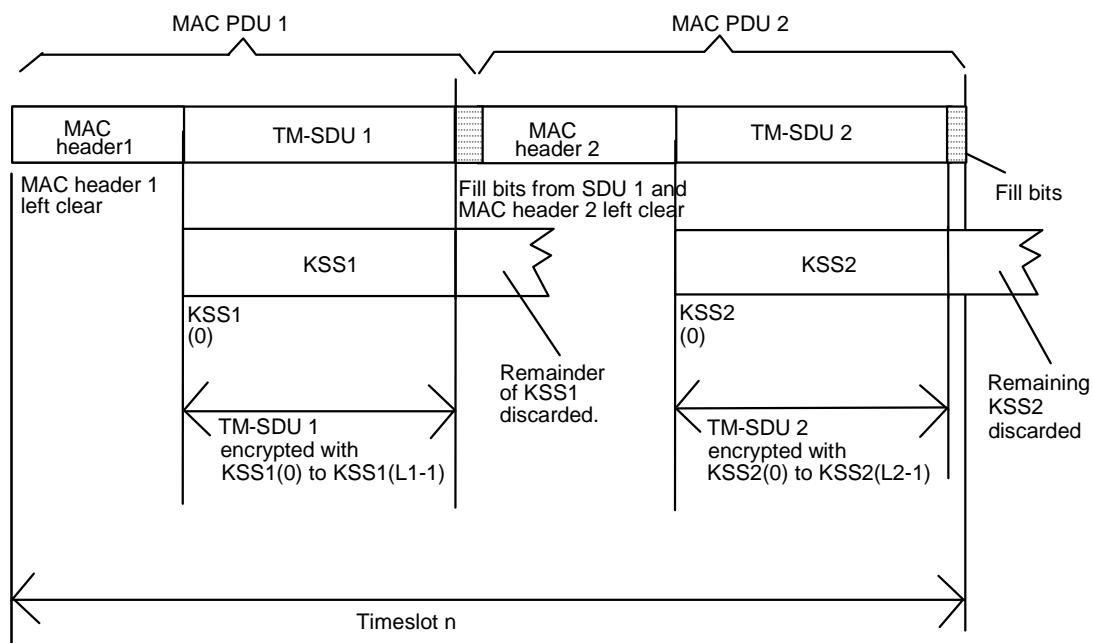 MAC PDU 1
MAC PDU 2
MAC
header1
TM-SDU 1
MAC
header 2
TM-SDU 2
MAC header 1
left clear
Fill bits from SDU 1 and
MAC header 2 left clear
Fill bits
KSS1
KSS2
KSS1
(0)
KSS2
(0)
Remainder
of KSS1
discarded.
Remaining
KSS2
discarded
TM-SDU 1
encrypted with
KSS1(0) to KSS1(L1-1)
TM-SDU 2
encrypted with
KSS2(0) to KSS2(L2-1)
Timeslot n